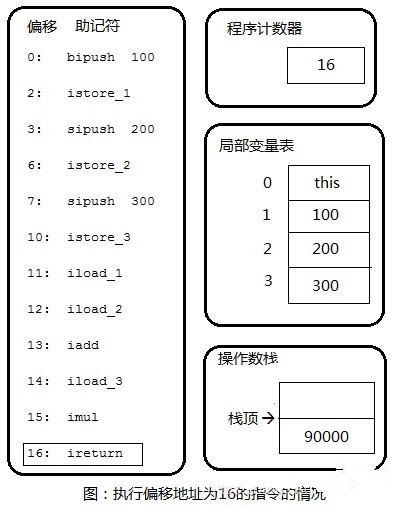 偏移 助记符
0: bipush 100
2: istore_1
3: sipush 200
6: istore_2
7: sipush 300
10: istore_3
11: iload_1
12: iload_2
13: iadd
14: iload_3
15: imul
16: ireturn
程序计数器
16
局部变量表
0 this
1 100
2 200
3 300
操作数栈
栈顶→
90000
图：执行偏移地址为16的指令的情况